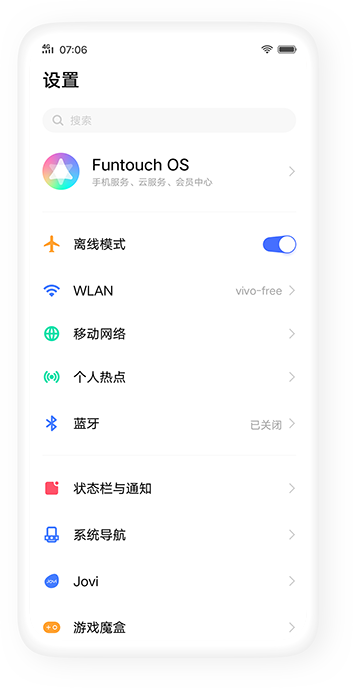 4G 07:06
设置
搜索
Funtouch OS
手机服务、云服务、会员中心
离线模式
WLAN vivo-free
移动网络
个人热点
蓝牙 已关闭
状态栏与通知
系统导航
Jovi
游戏魔盒